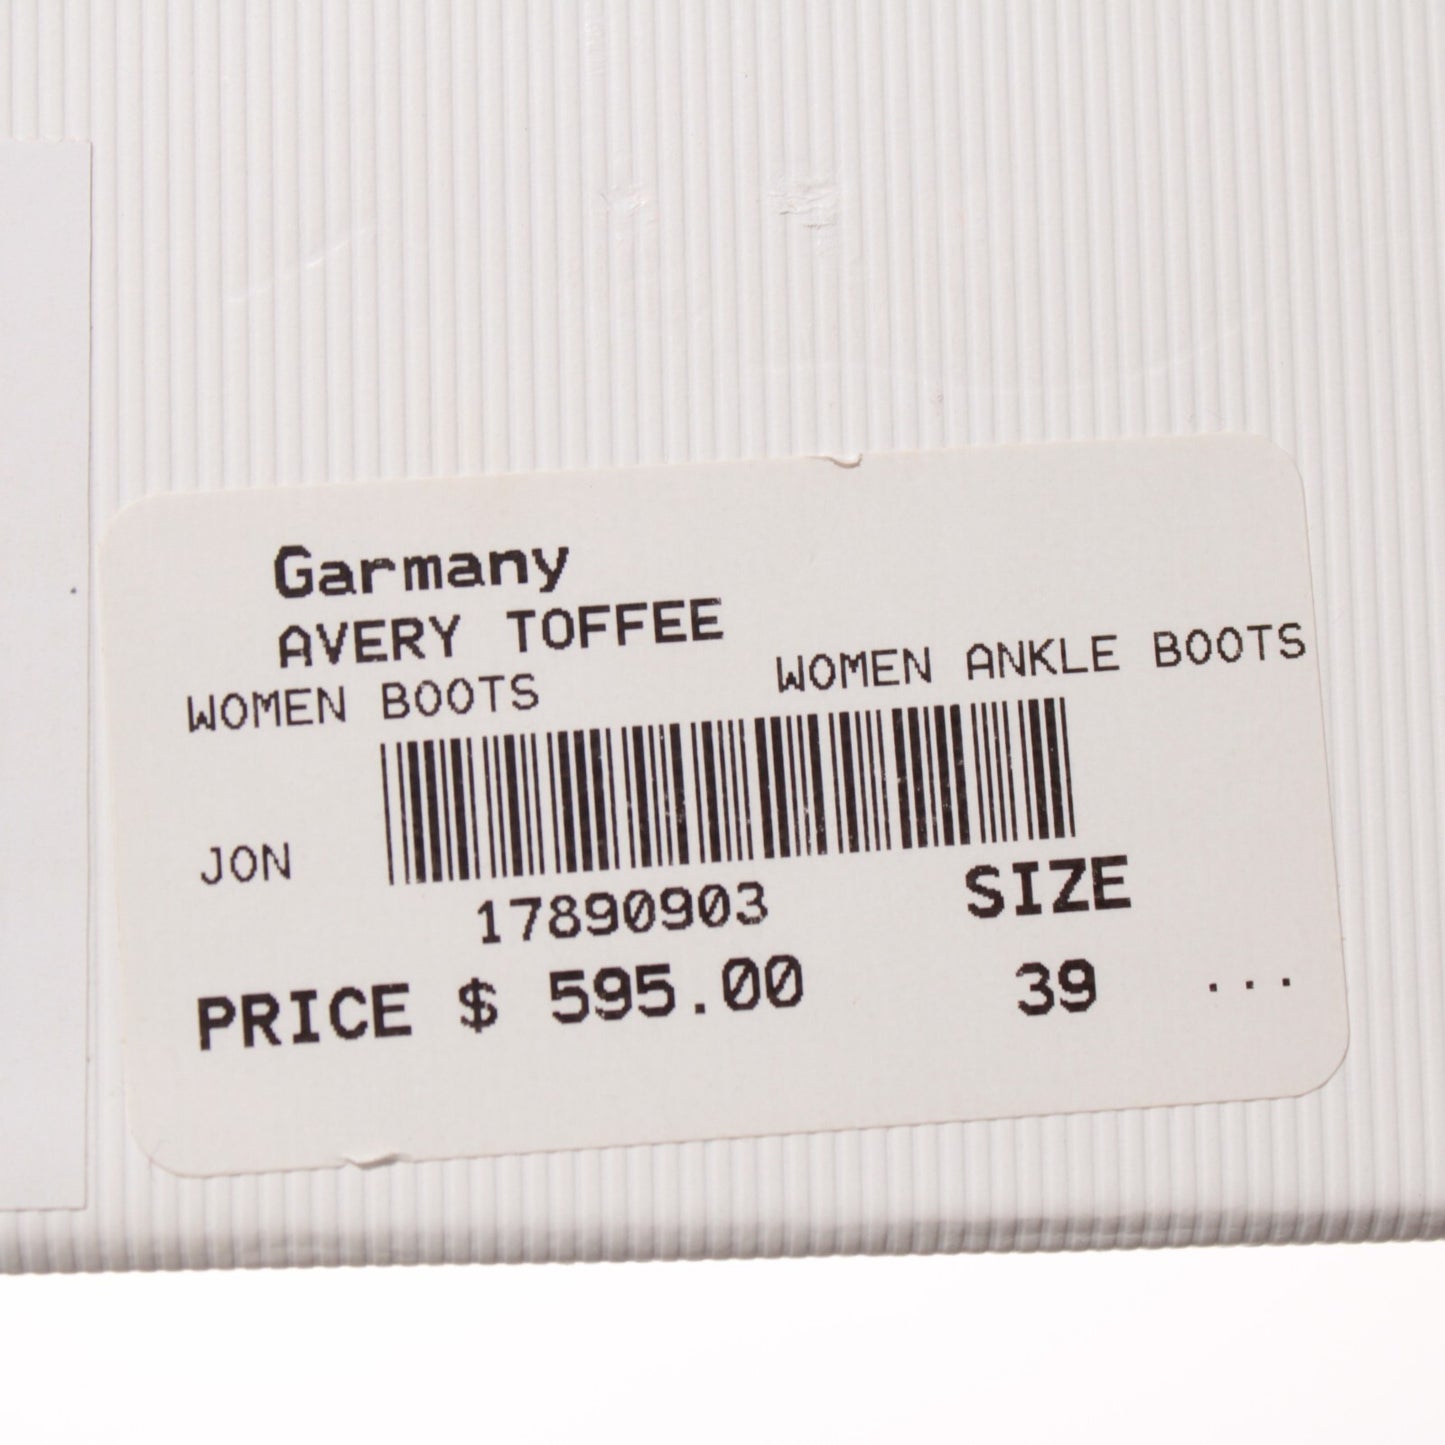 Garmany
AVERY TOFFEE
WOMEN BOOTS WOMEN ANKLE BOOTS
JON
17890903 SIZE
PRICE $ 595.00 39 ...